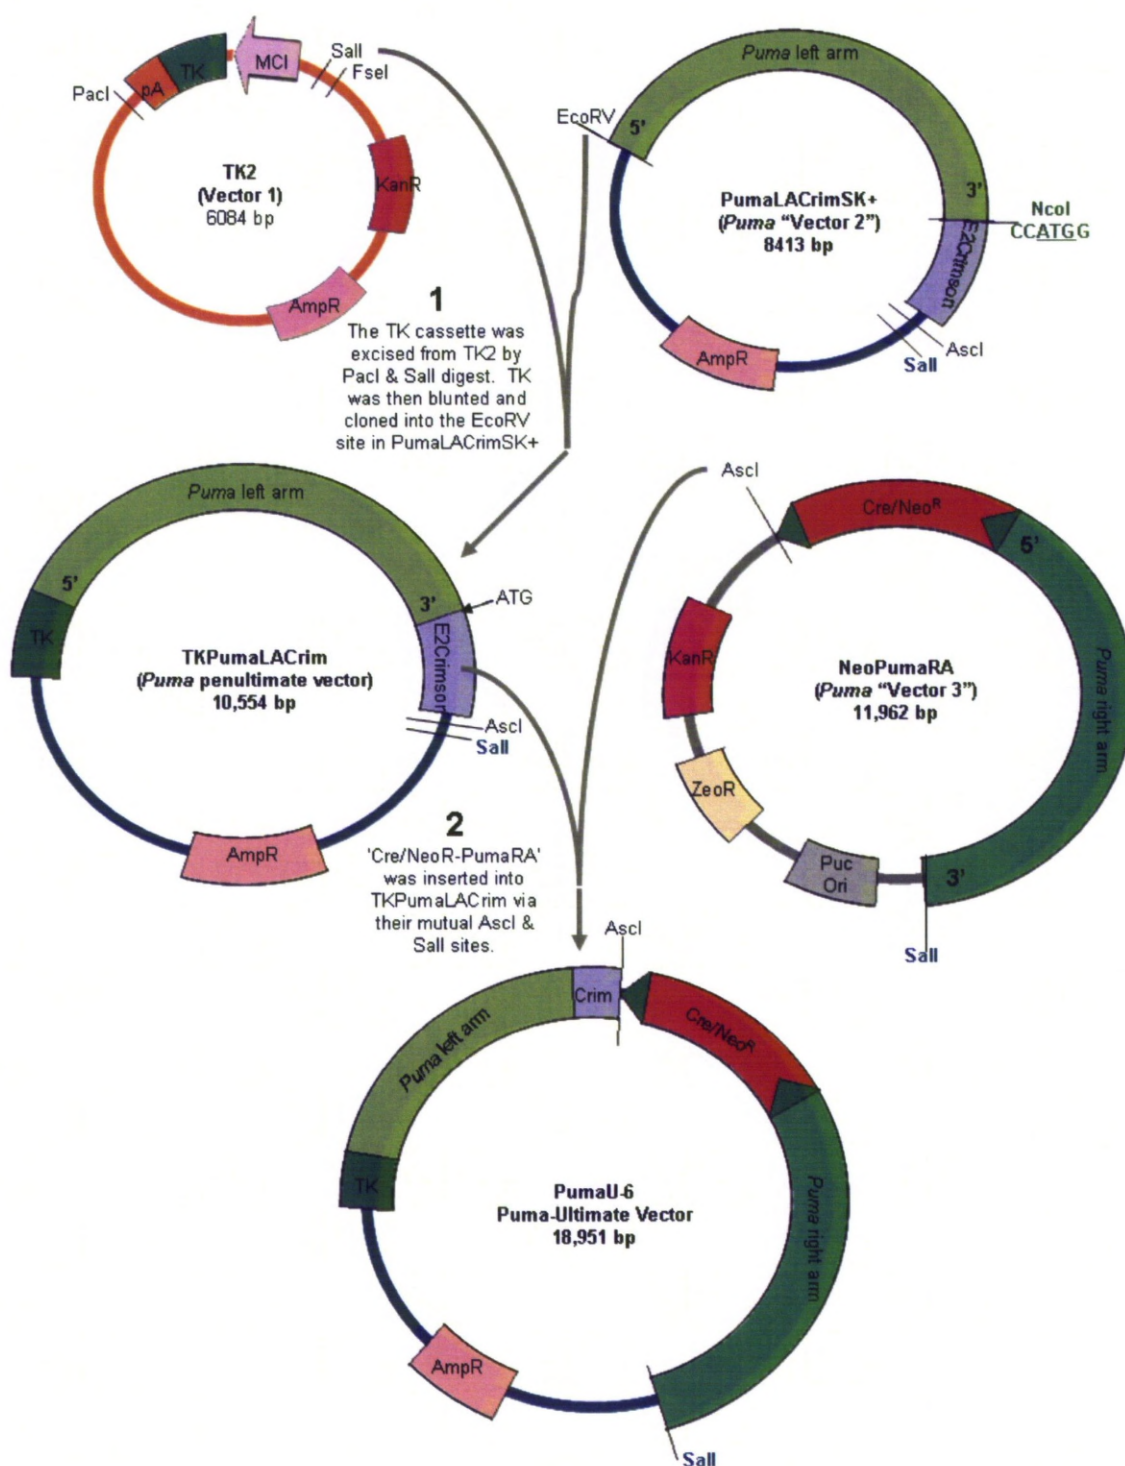 MCI
SalI
FseI
TK
pA
PacI
TK2
(Vector 1)
6084 bp
KanR
AmpR
Puma left arm
EcoRV
5'
3'
PumaLACrimSK+
(Puma "Vector 2")
8413 bp
NcoI
CCATGG
E2Crimson
AscI
SalI
AmpR
1
The TK cassette was
excised from TK2 by
PacI & SalI digest. TK
was then blunted and
cloned into the EcoRV
site in PumaLACrimSK+
Puma left arm
5'
3'
ATG
TK
E2Crimson
TKPumaLACrim
(Puma penultimate vector)
10,554 bp
AscI
SalI
AmpR
AscI
Cre/NeoR
5'
KanR
NeoPumaRA
(Puma "Vector 3")
11,962 bp
Puma right arm
ZeoR
Puc
Ori
3'
SalI
2
'Cre/NeoR-PumaRA'
was inserted into
TKPumaLACrim via
their mutual AscI &
SalI sites.
AscI
Crim
Puma left arm
Cre/NeoR
TK
PumaU-6
Puma-Ultimate Vector
18,951 bp
Puma right arm
AmpR
SalI